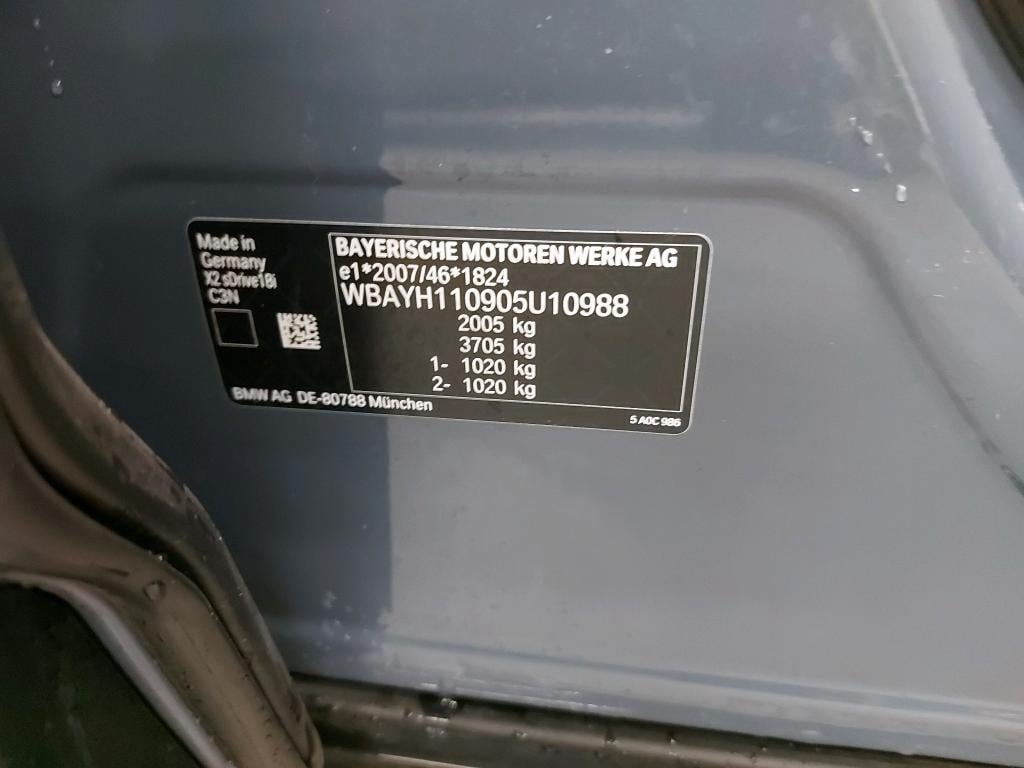 Made in
Germany
X2 sDrive18i
C3N
BAYERISCHE MOTOREN WERKE AG
e1*2007/46*1824
WBAYH110905U10988
2005 kg
3705 kg
1- 1020 kg
2- 1020 kg
BMW AG DE-80788 München
5 A0C 986